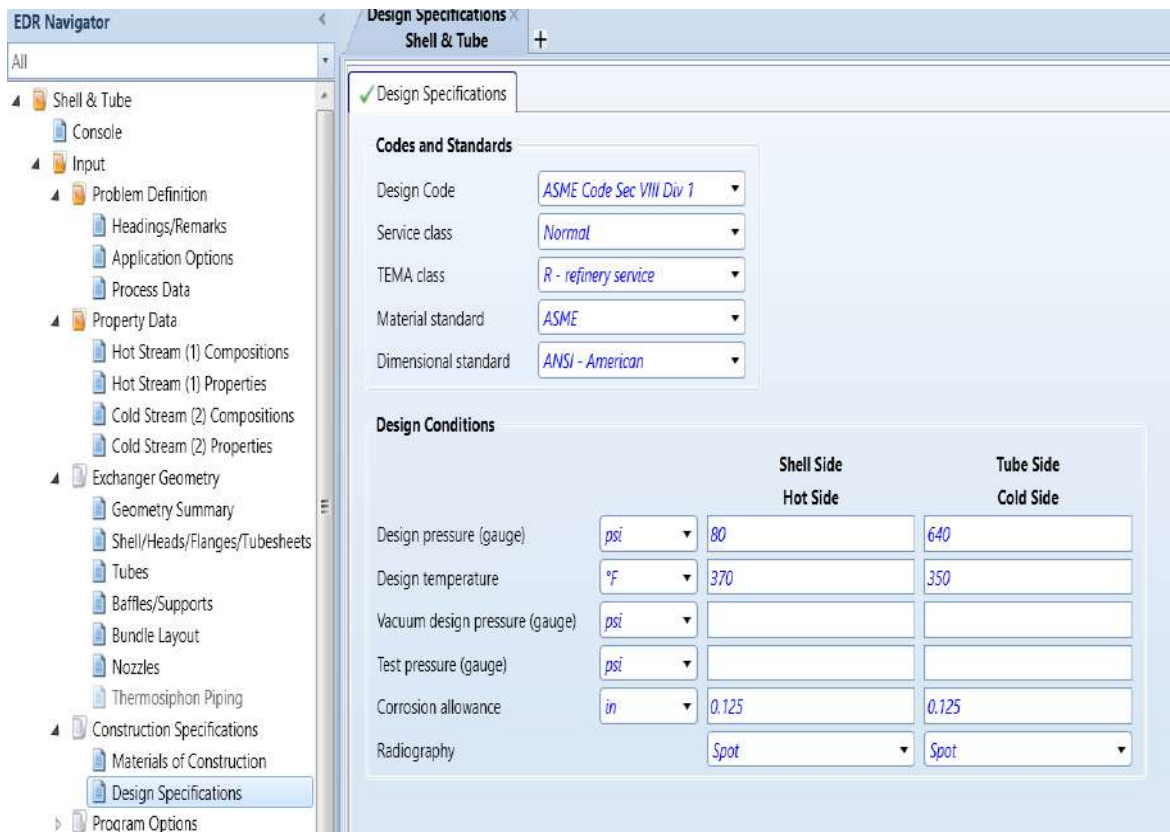 EDR Navigator
All
Shell & Tube
Console
Input
Problem Definition
Headings/Remarks
Application Options
Process Data
Property Data
Hot Stream (1) Compositions
Hot Stream (1) Properties
Cold Stream (2) Compositions
Cold Stream (2) Properties
Exchanger Geometry
Geometry Summary
Shell/Heads/Flanges/Tubesheets
Tubes
Baffles/Supports
Bundle Layout
Nozzles
Thermosiphon Piping
Construction Specifications
Materials of Construction
Design Specifications
Program Options
Design Specifications ×
Shell & Tube +
Design Specifications
Codes and Standards
Design Code ASME Code Sec VIII Div 1
Service class Normal
TEMA class R - refinery service
Material standard ASME
Dimensional standard ANSI - American
Design Conditions
Shell Side Tube Side
Hot Side Cold Side
Design pressure (gauge) psi 80 640
Design temperature °F 370 350
Vacuum design pressure (gauge) psi
Test pressure (gauge) psi
Corrosion allowance in 0.125 0.125
Radiography Spot Spot